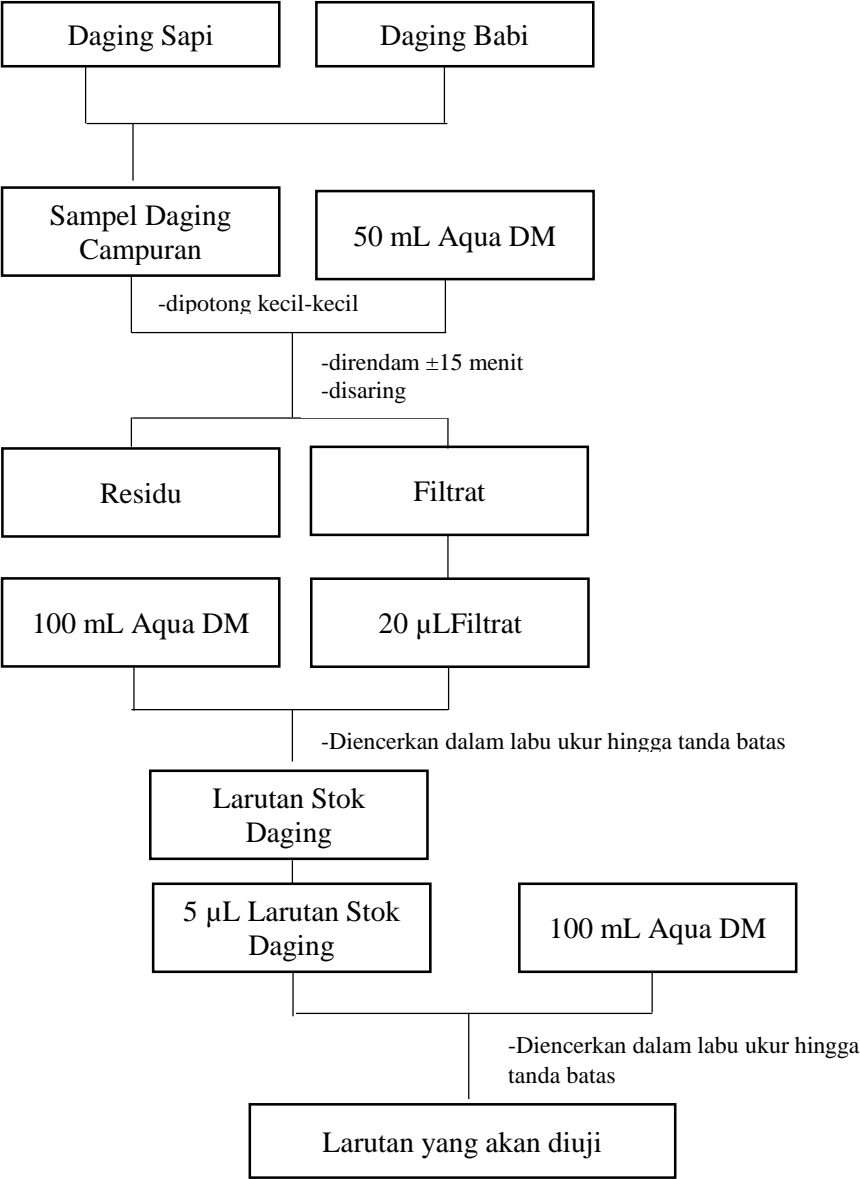 Daging Sapi
Daging Babi
Sampel Daging
Campuran
50 mL Aqua DM
-dipotong kecil-kecil
-direndam ±15 menit
-disaring
Residu
Filtrat
100 mL Aqua DM
20 µLFiltrat
-Diencerkan dalam labu ukur hingga tanda batas
Larutan Stok
Daging
5 µL Larutan Stok
Daging
100 mL Aqua DM
-Diencerkan dalam labu ukur hingga
tanda batas
Larutan yang akan diuji